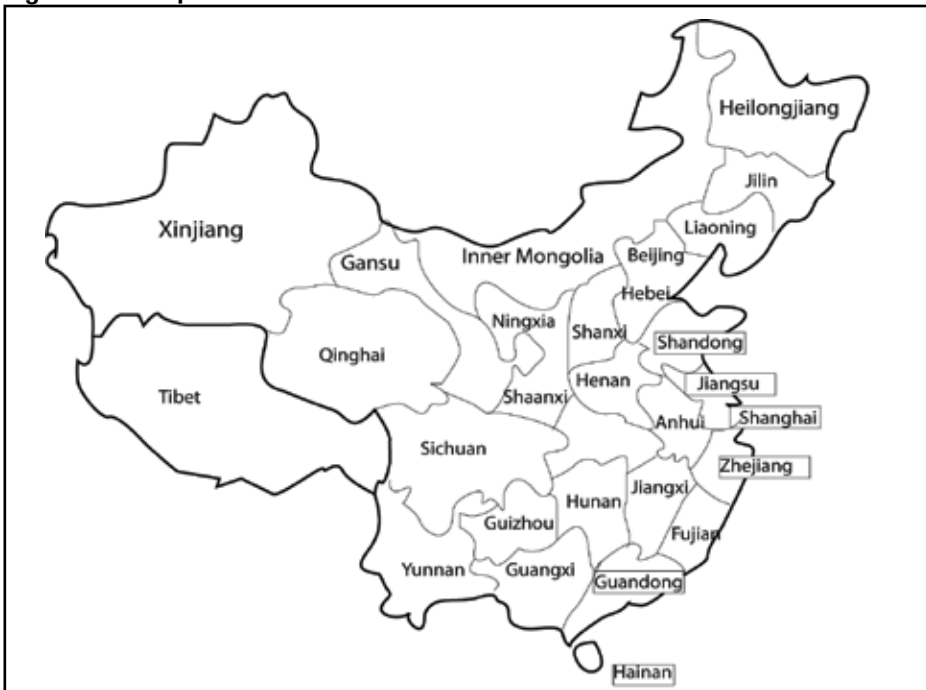 Heilongjiang
Jilin
Xinjiang
Liaoning
Gansu
Inner Mongolia
Beijing
Hebei
Ningxia
Shanxi
Shandong
Qinghai
Henan
Jiangsu
Tibet
Shaanxi
Anhui
Shanghai
Sichuan
Zhejiang
Jiangxi
Hunan
Guizhou
Fujian
Yunnan
Guangxi
Guandong
Hainan